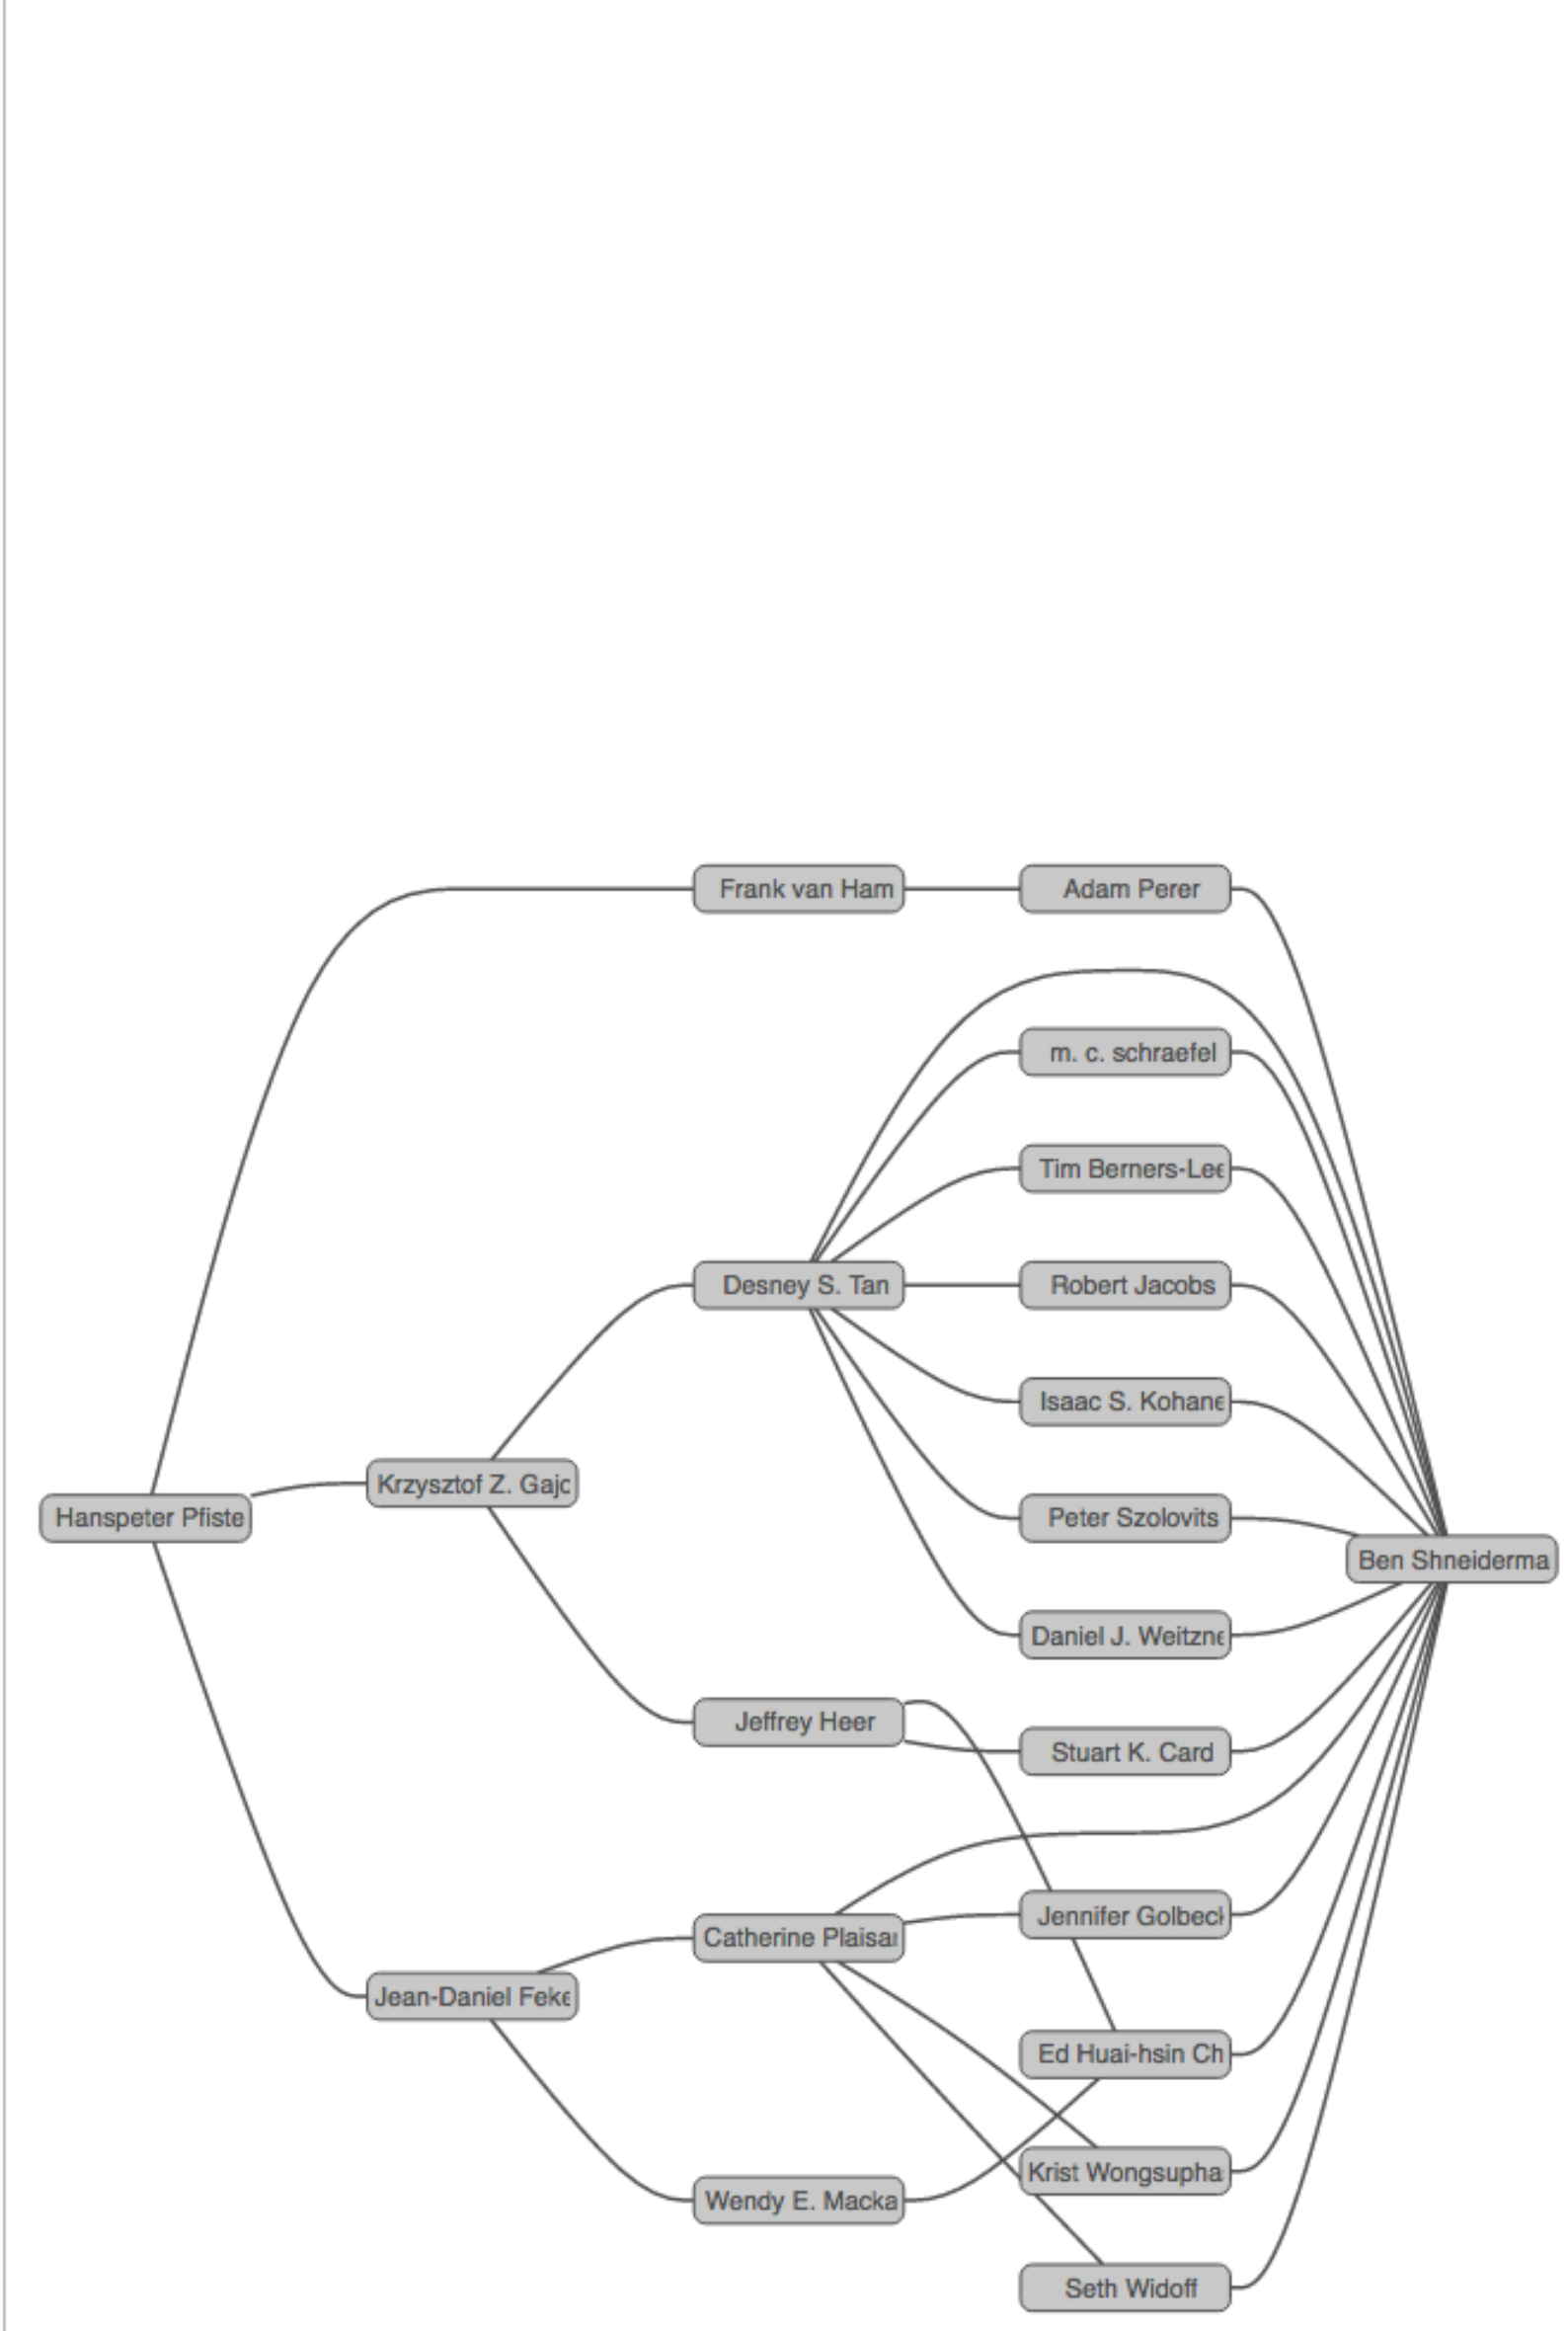 Frank van Ham
Adam Perer
m. c. schraefel
Tim Berners-Lee
Desney S. Tan
Robert Jacobs
Isaac S. Kohane
Krzysztof Z. Gajo
Hanspeter Pfiste
Peter Szolovits
Ben Shneiderma
Daniel J. Weitzne
Jeffrey Heer
Stuart K. Card
Catherine Plaisan
Jennifer Golbeck
Jean-Daniel Feke
Ed Huai-hsin Ch
Wendy E. Macka
Krist Wongsupha
Seth Widoff